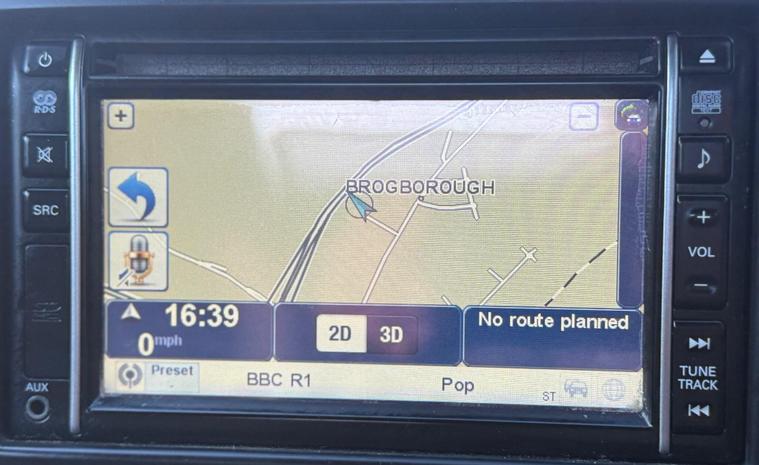 R·D·S
SRC
AUX
BROGBOROUGH
16:39
0mph
2D 3D
No route planned
Preset
BBC R1
Pop
ST
disc
VOL
TUNE
TRACK